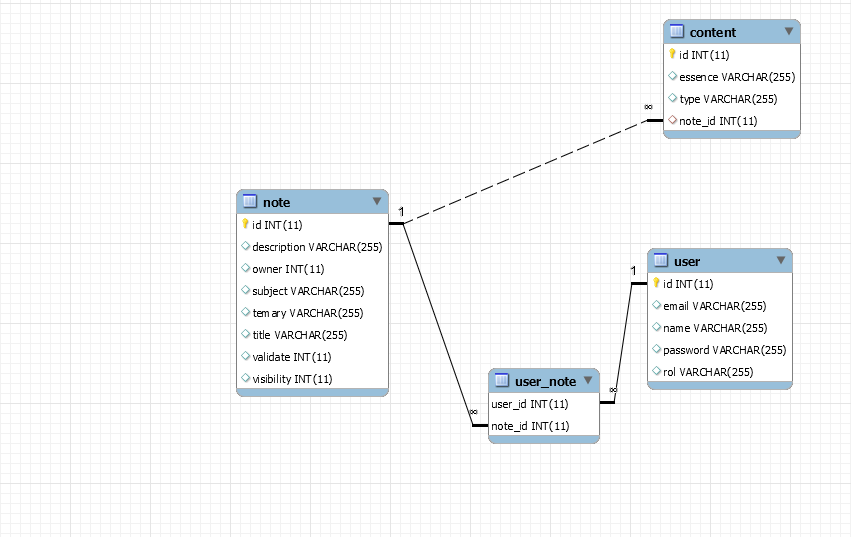 content
id INT(11)
essence VARCHAR(255)
type VARCHAR(255)
note_id INT(11)
∞
note
id INT(11)
description VARCHAR(255)
owner INT(11)
subject VARCHAR(255)
temary VARCHAR(255)
title VARCHAR(255)
validate INT(11)
visibility INT(11)
1
user
id INT(11)
email VARCHAR(255)
name VARCHAR(255)
password VARCHAR(255)
rol VARCHAR(255)
1
user_note
user_id INT(11)
note_id INT(11)
∞
∞